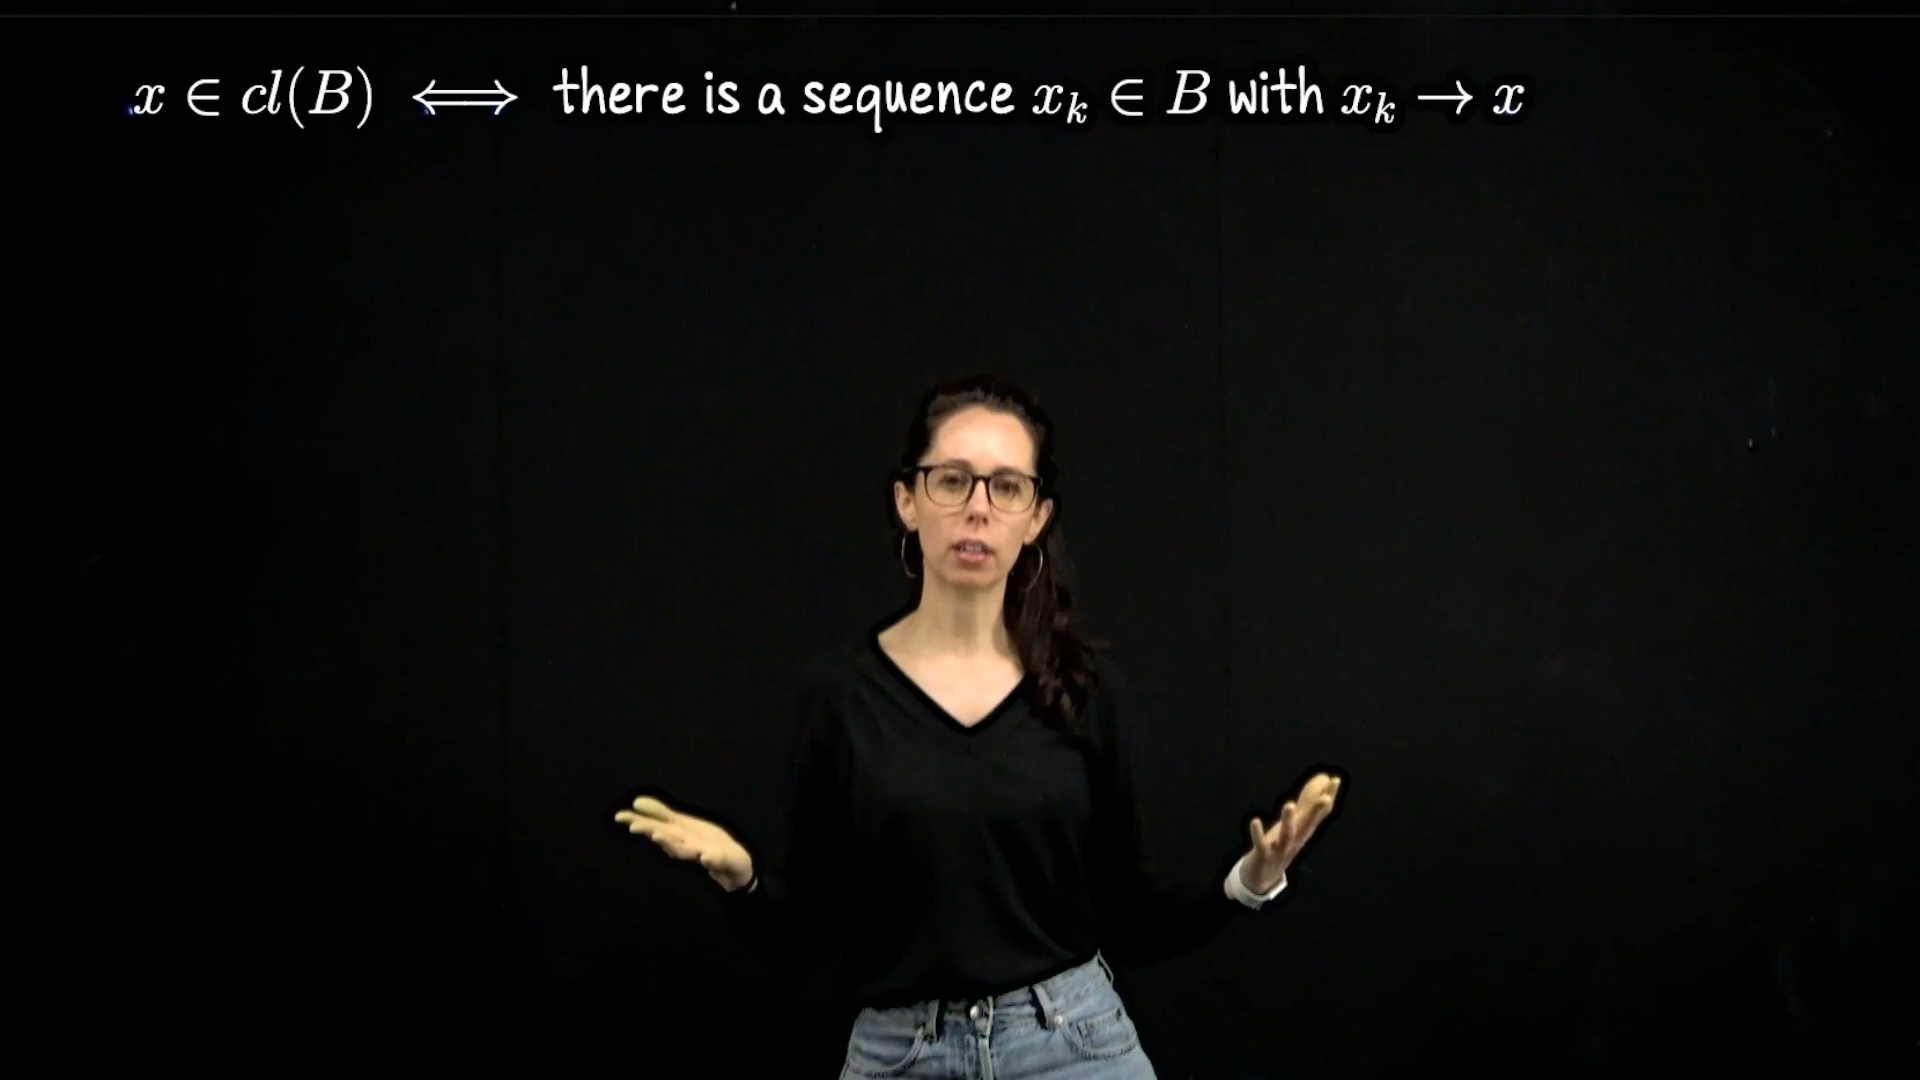 x ∈ cl(B) ⟺ there is a sequence x_k ∈ B with x_k → x